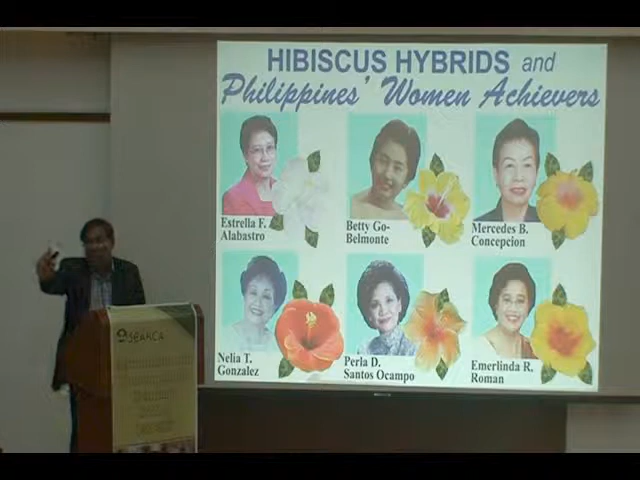 HIBISCUS HYBRIDS and
Philippines' Women Achievers
Estrella F.
Alabastro
Betty Go-
Belmonte
Mercedes B.
Concepcion
Nelia T.
Gonzalez
Perla D.
Santos Ocampo
Emerlinda R.
Roman
SEARCA